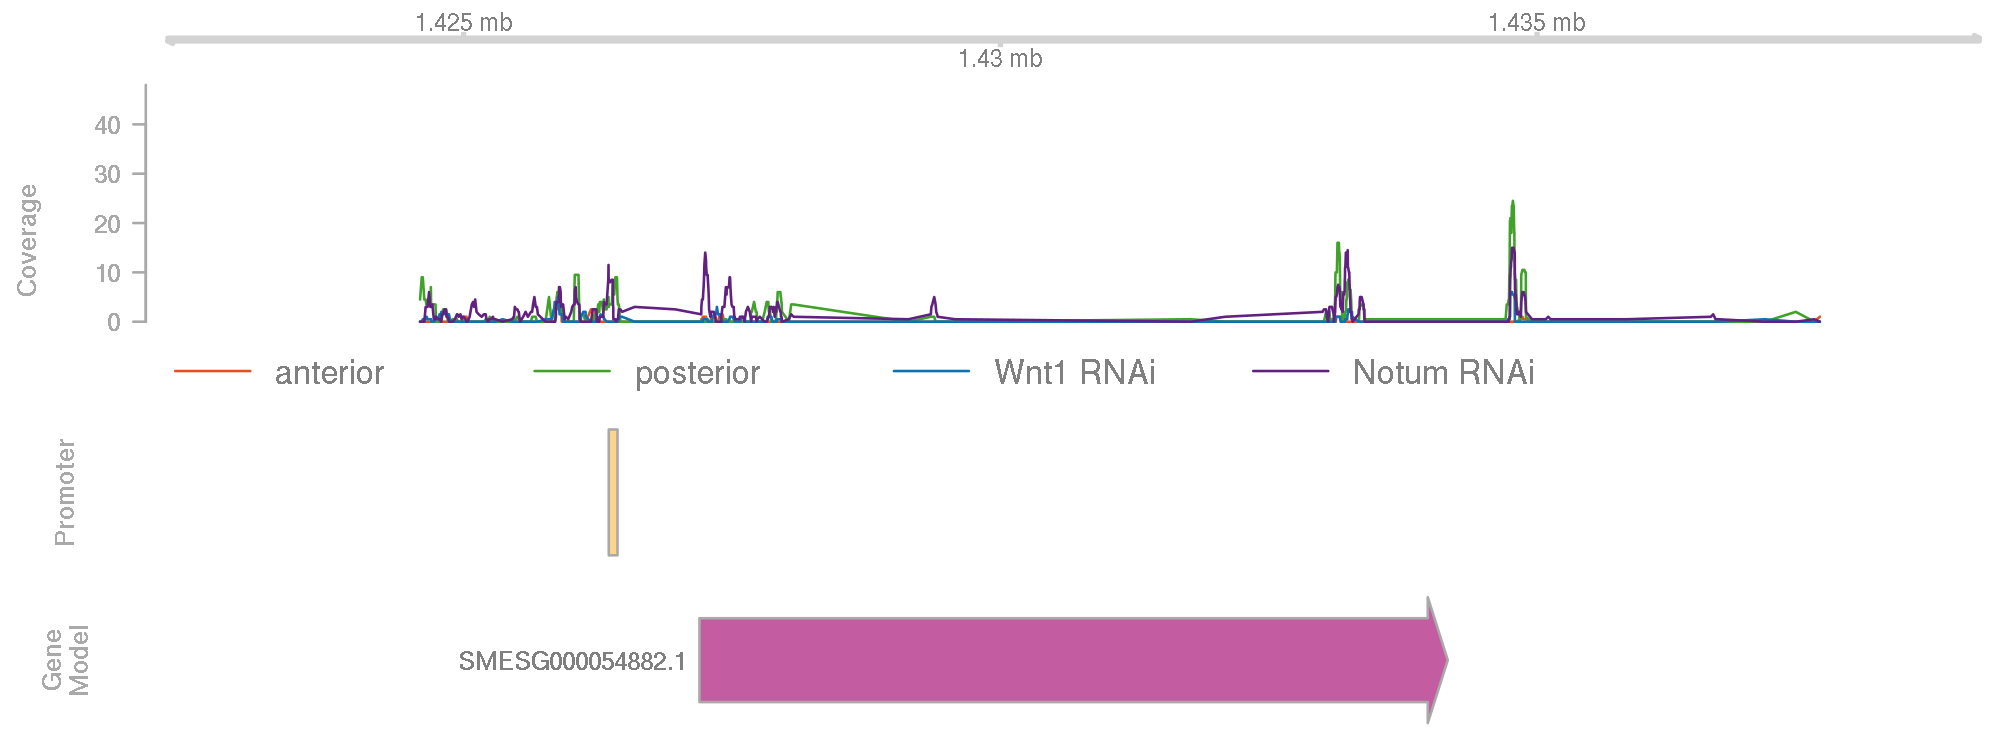 1.425 mb
1.435 mb
1.43 mb
Coverage
40
30
20
10
0
anterior
posterior
Wnt1 RNAi
Notum RNAi
Promoter
Gene
Model
SMESG000054882.1